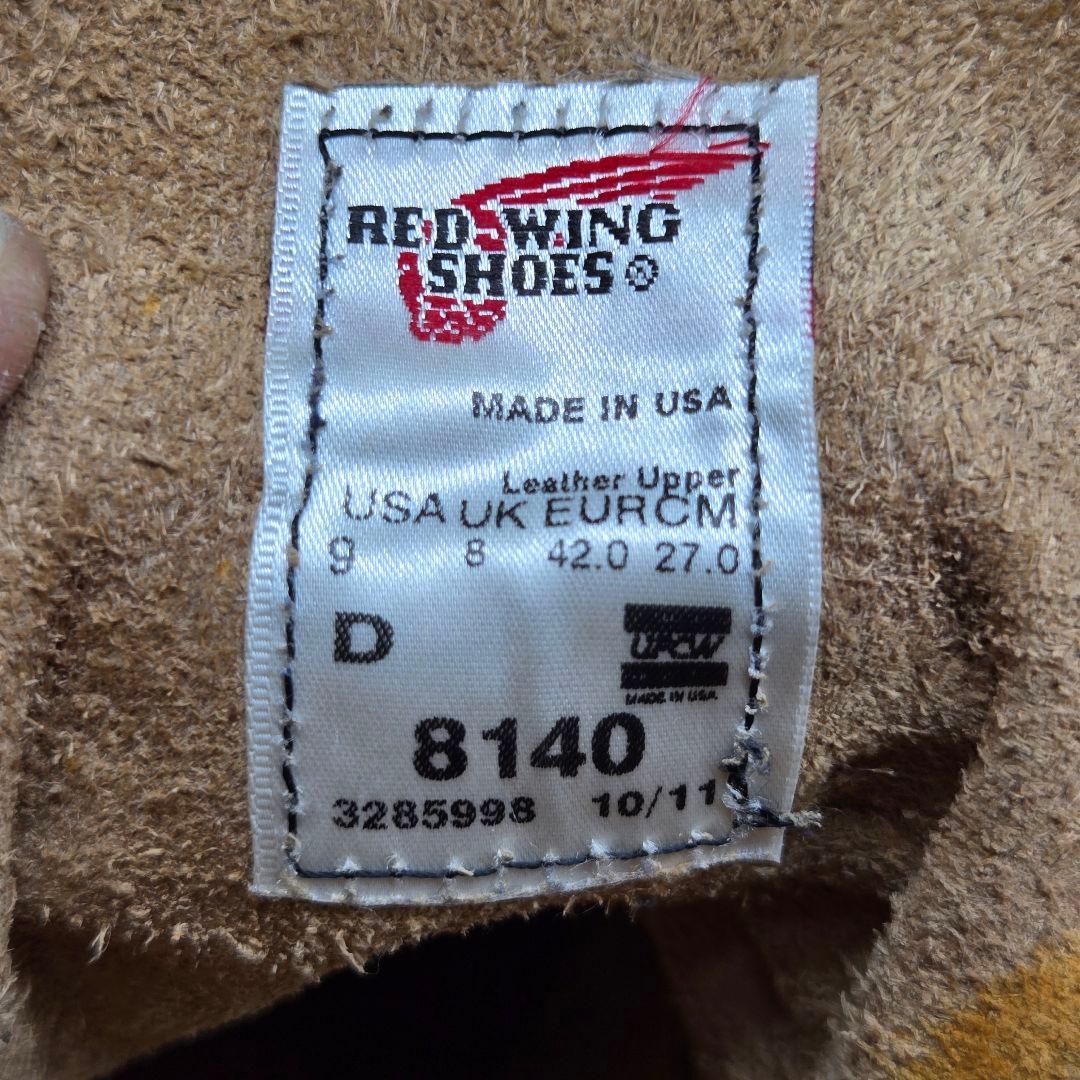 RED WING
SHOES®
MADE IN USA
Leather Upper
USA UK EUR CM
9 8 42.0 27.0
D
UFCW
MADE IN USA
8140
3285998 10/11